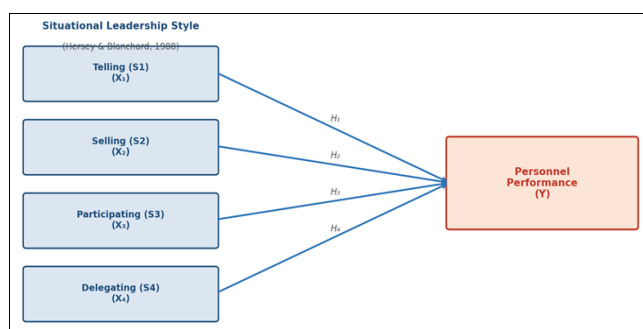 Situational Leadership Style
(Hersey & Blanchard, 1988)
Telling (S1)
(X₁)
Selling (S2)
(X₂)
Participating (S3)
(X₃)
Delegating (S4)
(X₄)
H₁
H₂
H₃
H₄
Personnel
Performance
(Y)